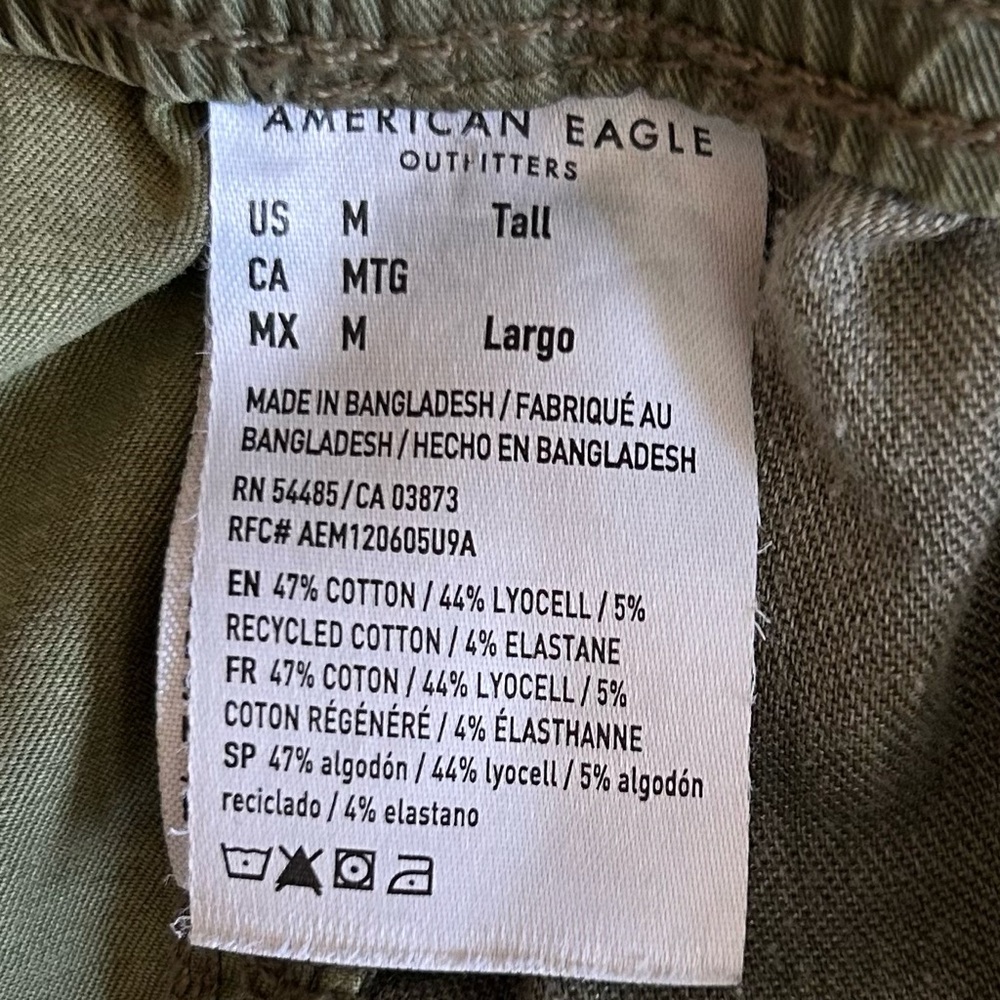 AMERICAN EAGLE
OUTFITTERS
US M Tall
CA MTG
MX M Largo
MADE IN BANGLADESH / FABRIQUÉ AU
BANGLADESH / HECHO EN BANGLADESH
RN 54485/CA 03873
RFC# AEM120605U9A
EN 47% COTTON / 44% LYOCELL / 5%
RECYCLED COTTON / 4% ELASTANE
FR 47% COTON / 44% LYOCELL / 5%
COTON RÉGÉNÉRÉ / 4% ÉLASTHANNE
SP 47% algodón / 44% lyocell / 5% algodón
reciclado / 4% elastano